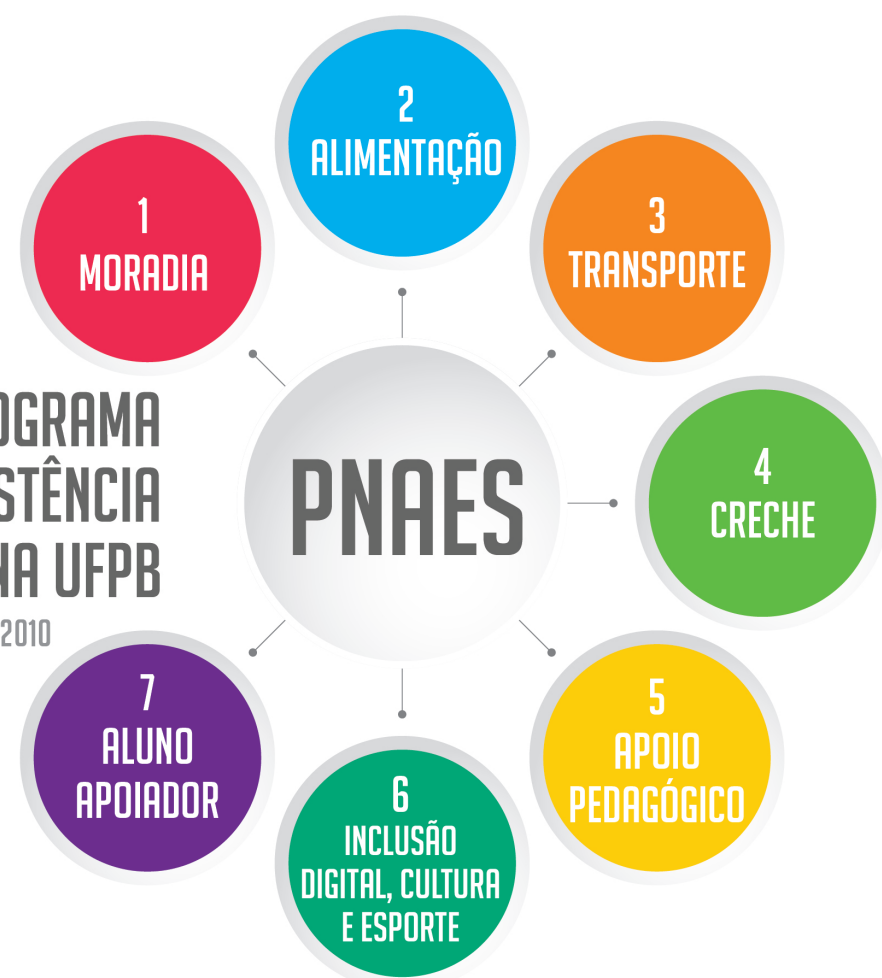 1
MORADIA
2
ALIMENTAÇÃO
3
TRANSPORTE
OGRAMA
STÊNCIA
NA UFPB
2010
PNAES
4
CRECHE
5
APOIO
PEDAGÓGICO
6
INCLUSÃO
DIGITAL, CULTURA
E ESPORTE
7
ALUNO
APOIADOR